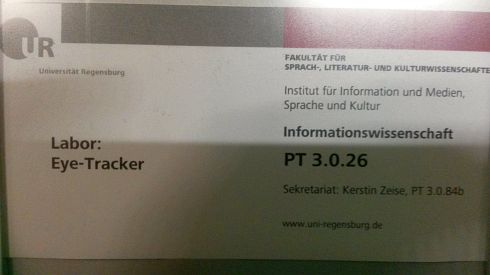 UR
Universität Regensburg
FAKULTÄT FÜR
SPRACH-, LITERATUR- UND KULTURWISSENSCHAFTE
Institut für Information und Medien,
Sprache und Kultur
Informationswissenschaft
Labor:
Eye-Tracker
PT 3.0.26
Sekretariat: Kerstin Zeise, PT 3.0.84b
www.uni-regensburg.de